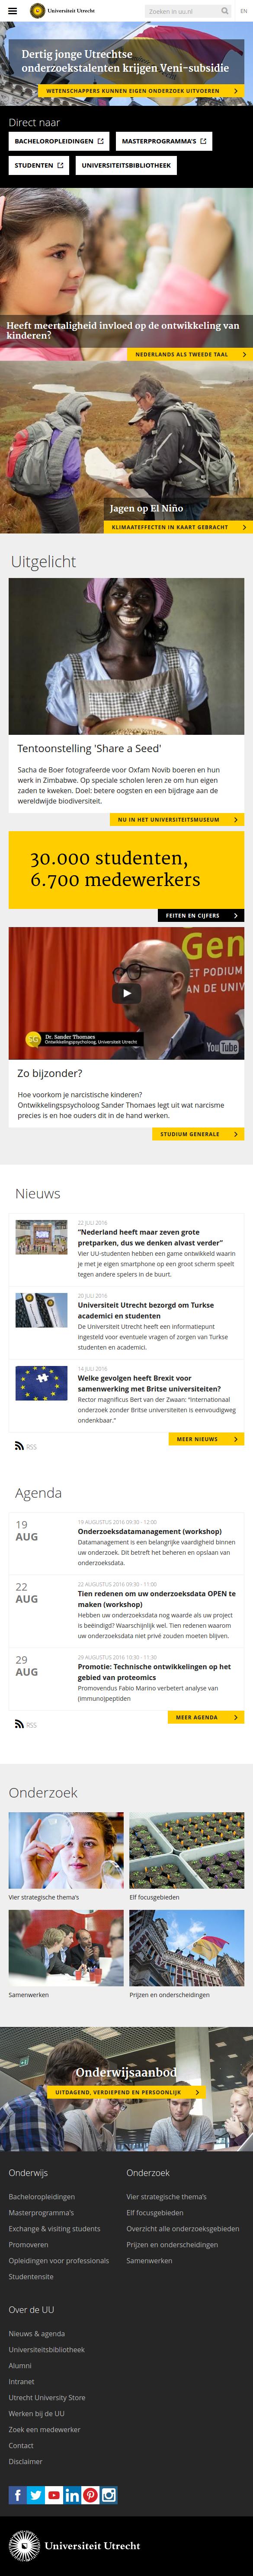 Universiteit Utrecht
Zoeken in uu.nl
EN
Dertig jonge Utrechtse
onderzoekstalenten krijgen Veni-subsidie
WETENSCHAPPERS KUNNEN EIGEN ONDERZOEK UITVOEREN
Direct naar
BACHELOROPLEIDINGEN
MASTERPROGRAMMA'S
STUDENTEN
UNIVERSITEITSBIBLIOTHEEK
Heeft meertaligheid invloed op de ontwikkeling van
kinderen?
NEDERLANDS ALS TWEEDE TAAL
Jagen op El Niño
KLIMAATEFFECTEN IN KAART GEBRACHT
Uitgelicht
Tentoonstelling 'Share a Seed'
Sacha de Boer fotografeerde voor Oxfam Novib boeren en hun
werk in Zimbabwe. Op speciale scholen leren ze om hun eigen
zaden te kweken. Doel: betere oogsten en een bijdrage aan de
wereldwijde biodiversiteit.
NU IN HET UNIVERSITEITSMUSEUM
30.000 studenten,
6.700 medewerkers
FEITEN EN CIJFERS
Gen
ET PODIUM
AN DE UNIV
Dr. Sander Thomaes
Ontwikkelingspsycholoog, Universiteit Utrecht
YouTube
Zo bijzonder?
Hoe voorkom je narcistische kinderen?
Ontwikkelingspsycholoog Sander Thomaes legt uit wat narcisme
precies is en hoe ouders dit in de hand werken.
STUDIUM GENERALE
Nieuws
22 JULI 2016
“Nederland heeft maar zeven grote
pretparken, dus we denken alvast verder”
Vier UU-studenten hebben een game ontwikkeld waarin
je met je eigen smartphone op een groot scherm speelt
tegen andere spelers in de buurt.
20 JULI 2016
Universiteit Utrecht bezorgd om Turkse
academici en studenten
De Universiteit Utrecht heeft een informatiepunt
ingesteld voor eventuele vragen of zorgen van Turkse
studenten en academici.
14 JULI 2016
Welke gevolgen heeft Brexit voor
samenwerking met Britse universiteiten?
Rector magnificus Bert van der Zwaan: “Internationaal
onderzoek zonder Britse universiteiten is eenvoudigweg
ondenkbaar.”
MEER NIEUWS
RSS
Agenda
19
AUG
19 AUGUSTUS 2016 09:30 - 12:00
Onderzoeksdatamanagement (workshop)
Datamanagement is een belangrijke vaardigheid binnen
uw onderzoek. Dit betreft het beheren en opslaan van
onderzoeksdata.
22
AUG
22 AUGUSTUS 2016 09:30 - 11:00
Tien redenen om uw onderzoeksdata OPEN te
maken (workshop)
Hebben uw onderzoeksdata nog waarde als uw project
is beëindigd? Waarschijnlijk wel. Tien redenen waarom
uw onderzoeksdata niet privé zouden moeten blijven.
29
AUG
29 AUGUSTUS 2016 10:30 - 11:30
Promotie: Technische ontwikkelingen op het
gebied van proteomics
Promovendus Fabio Marino verbetert analyse van
(immuno)peptiden
MEER AGENDA
RSS
Onderzoek
Vier strategische thema's
Elf focusgebieden
Samenwerken
Prijzen en onderscheidingen
Onderwijsaanbod
UITDAGEND, VERDIEPEND EN PERSOONLIJK
Onderwijs
Bacheloropleidingen
Masterprogramma's
Exchange & visiting students
Promoveren
Opleidingen voor professionals
Studentensite
Onderzoek
Vier strategische thema's
Elf focusgebieden
Overzicht alle onderzoeksgebieden
Prijzen en onderscheidingen
Samenwerken
Over de UU
Nieuws & agenda
Universiteitsbibliotheek
Alumni
Intranet
Utrecht University Store
Werken bij de UU
Zoek een medewerker
Contact
Disclaimer
Universiteit Utrecht